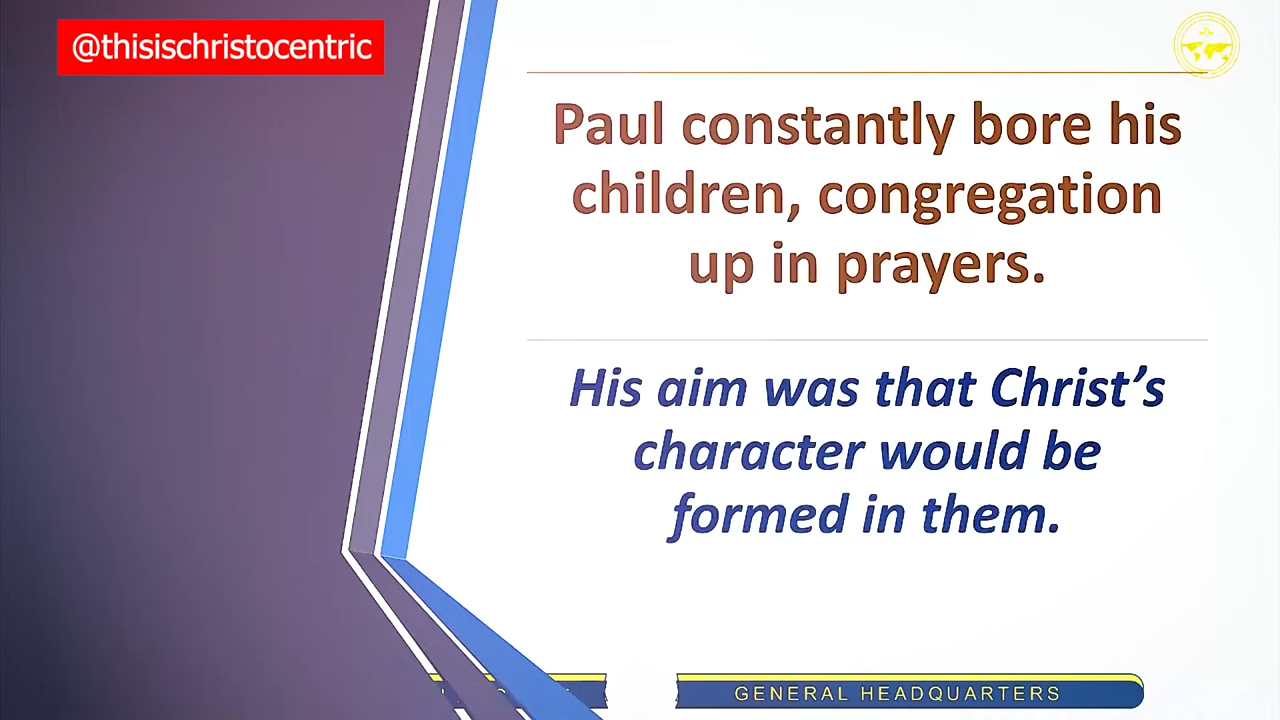 @thisischristocentric
Paul constantly bore his
children, congregation
up in prayers.
His aim was that Christ’s
character would be
formed in them.
GENERAL HEADQUARTERS